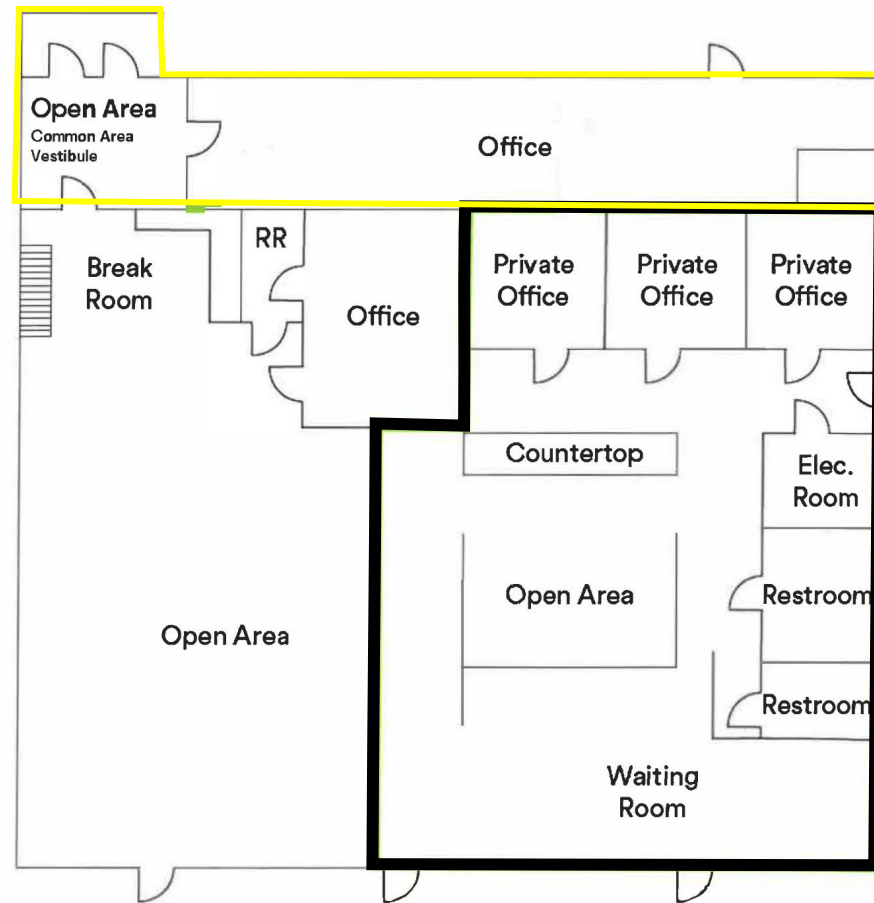 Open Area
Common Area
Vestibule
Office
Break
Room
RR
Office
Private
Office
Private
Office
Private
Office
Countertop
Elec.
Room
Open Area
Restroom
Open Area
Restroom
Waiting
Room